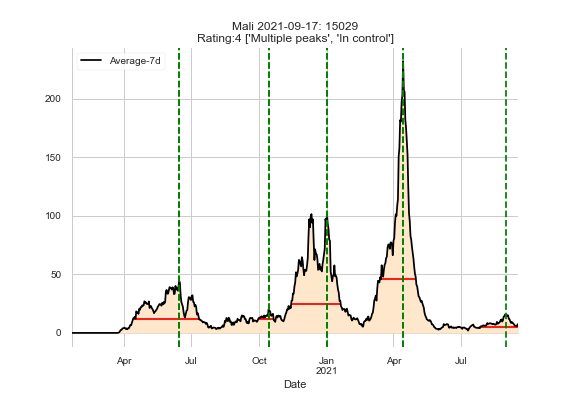 Mali 2021-09-17: 15029
Rating:4 ['Multiple peaks', 'In control']
Average-7d
200
150
100
50
0
Apr
Jul
Oct
Jan
2021
Apr
Jul
Date